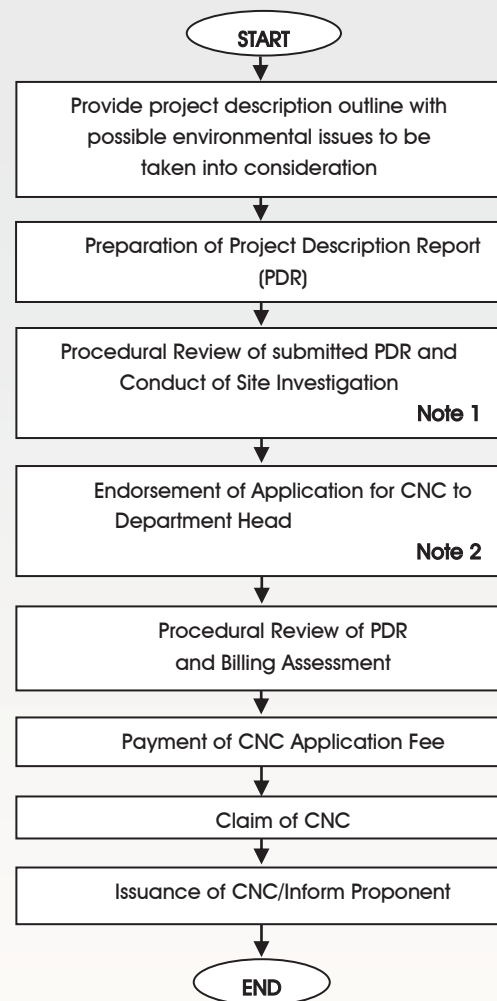 START
Provide project description outline with
possible environmental issues to be
taken into consideration
Preparation of Project Description Report
(PDR)
Procedural Review of submitted PDR and
Conduct of Site Investigation
Note 1
Endorsement of Application for CNC to
Department Head
Note 2
Procedural Review of PDR
and Billing Assessment
Payment of CNC Application Fee
Claim of CNC
Issuance of CNC/Inform Proponent
END